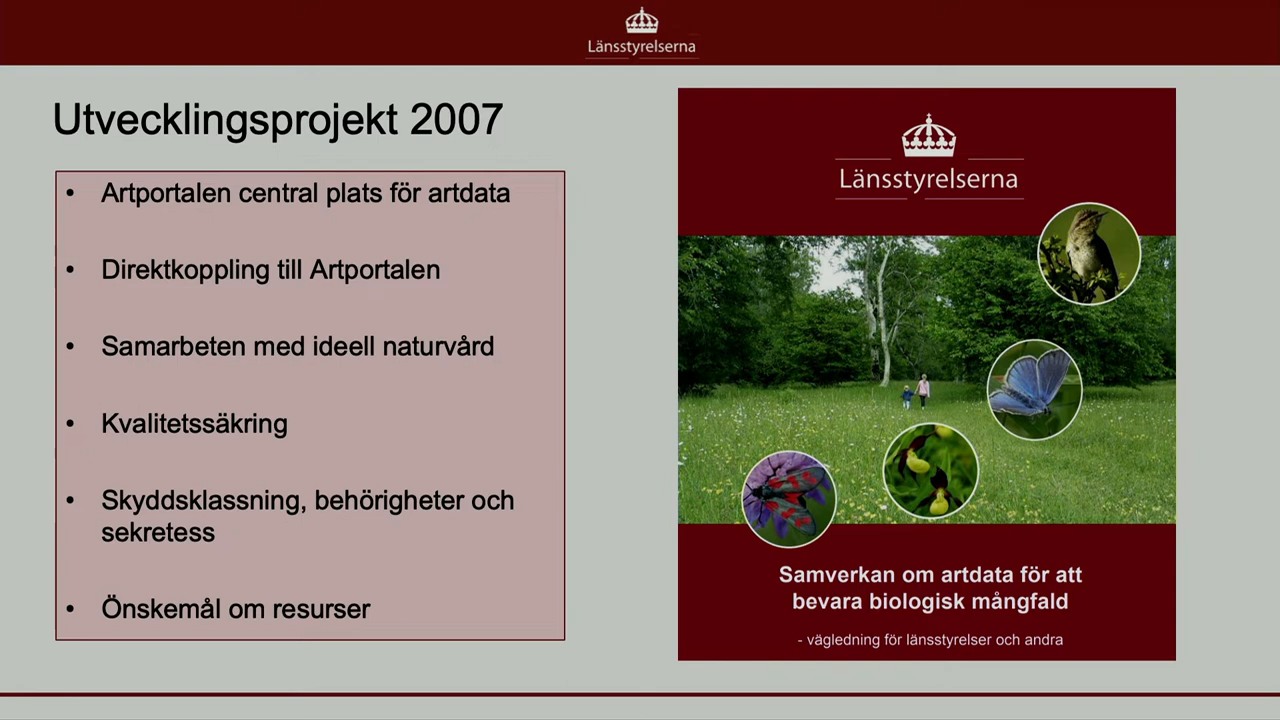 Länsstyrelserna
Utvecklingsprojekt 2007
• Artportalen central plats för artdata
• Direktkoppling till Artportalen
• Samarbeten med ideell naturvård
• Kvalitetssäkring
• Skyddsklassning, behörigheter och
sekretess
• Önskemål om resurser
Länsstyrelserna
Samverkan om artdata för att
bevara biologisk mångfald
- vägledning för länsstyrelser och andra